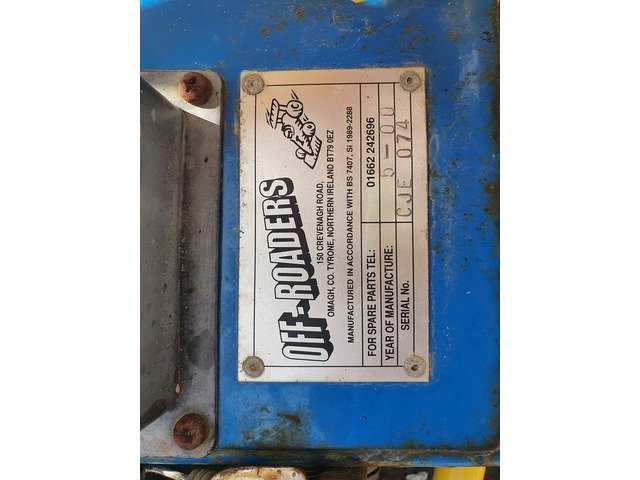 OFF-ROADERS
150 CREVENAGH ROAD,
OMAGH, CO. TYRONE, NORTHERN IRELAND BT79 0EZ
MANUFACTURED IN ACCORDANCE WITH BS 7407, SI 1989-2288
FOR SPARE PARTS TEL: 01662 242696
YEAR OF MANUFACTURE: 5-00
SERIAL No. CJE 074